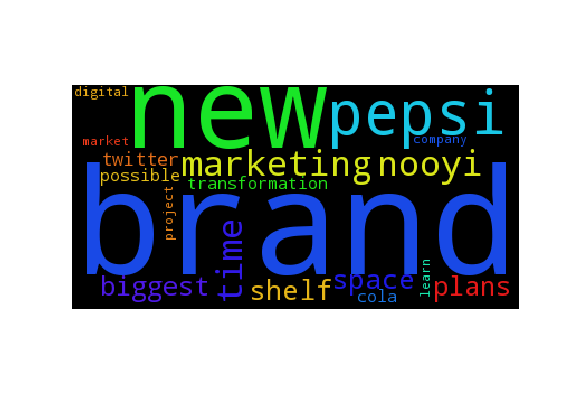 digital
new
pepsi
market
company
twitter
marketing
nooyi
possible
transformation
brand
project
time
biggest
shelf
space
cola
learn
plans